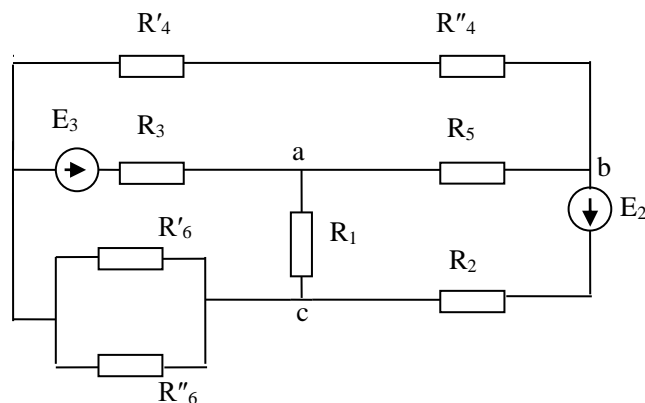 R′₄ R″₄
E₃ R₃ a R₅ b
E₂
R′₆ R₁ R₂
c
R″₆